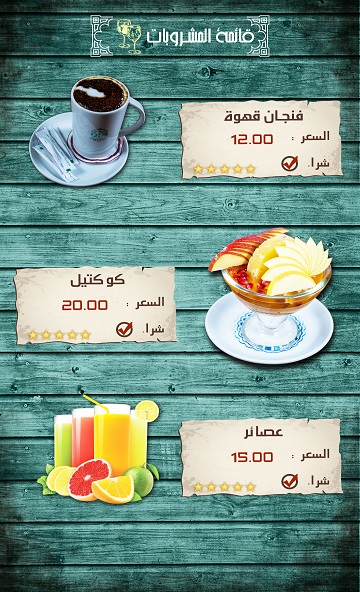 قائمة المشروبات
فنجان قهوة
السعر : 12.00
شراء
كوكتيل
السعر : 20.00
شراء
عصائر
السعر : 15.00
شراء